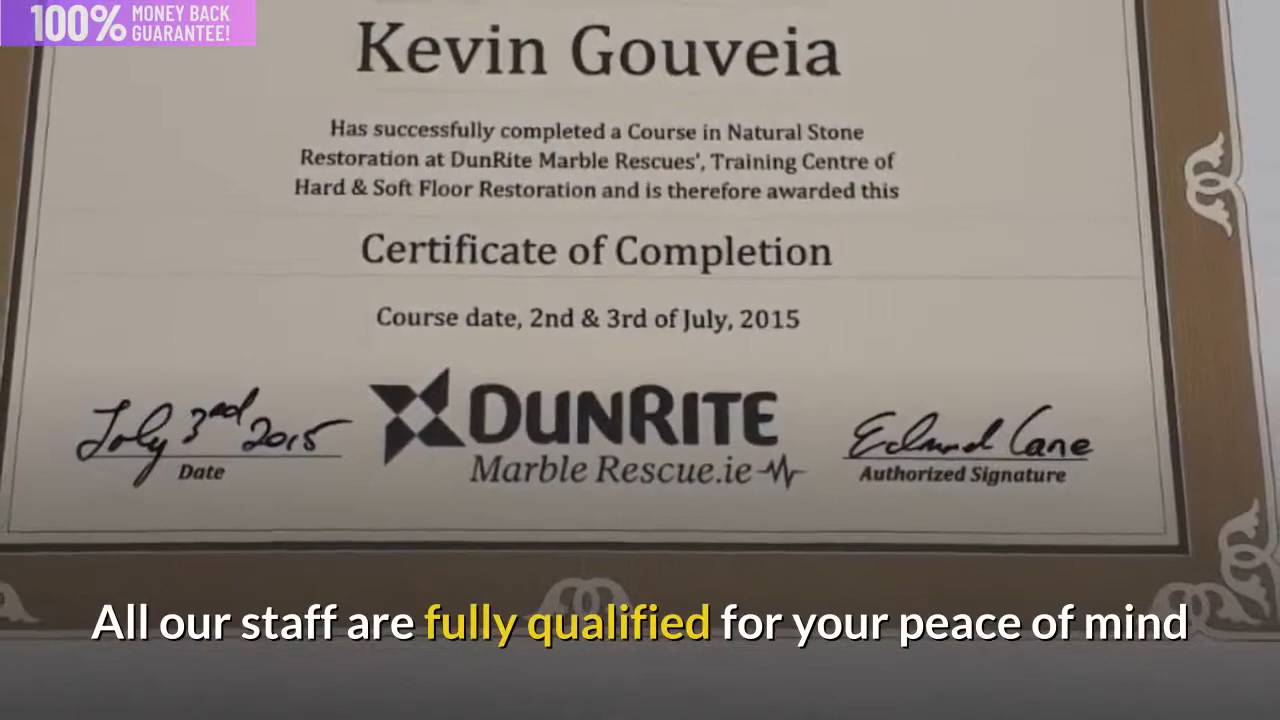 100% MONEY BACK
GUARANTEE!
Kevin Gouveia
Has successfully completed a Course in Natural Stone
Restoration at DunRite Marble Rescues', Training Centre of
Hard & Soft Floor Restoration and is therefore awarded this
Certificate of Completion
Course date, 2nd & 3rd of July, 2015
July 3rd 2015
Date
DUNRITE
Marble Rescue.ie
Edmund Cane
Authorized Signature
All our staff are fully qualified for your peace of mind